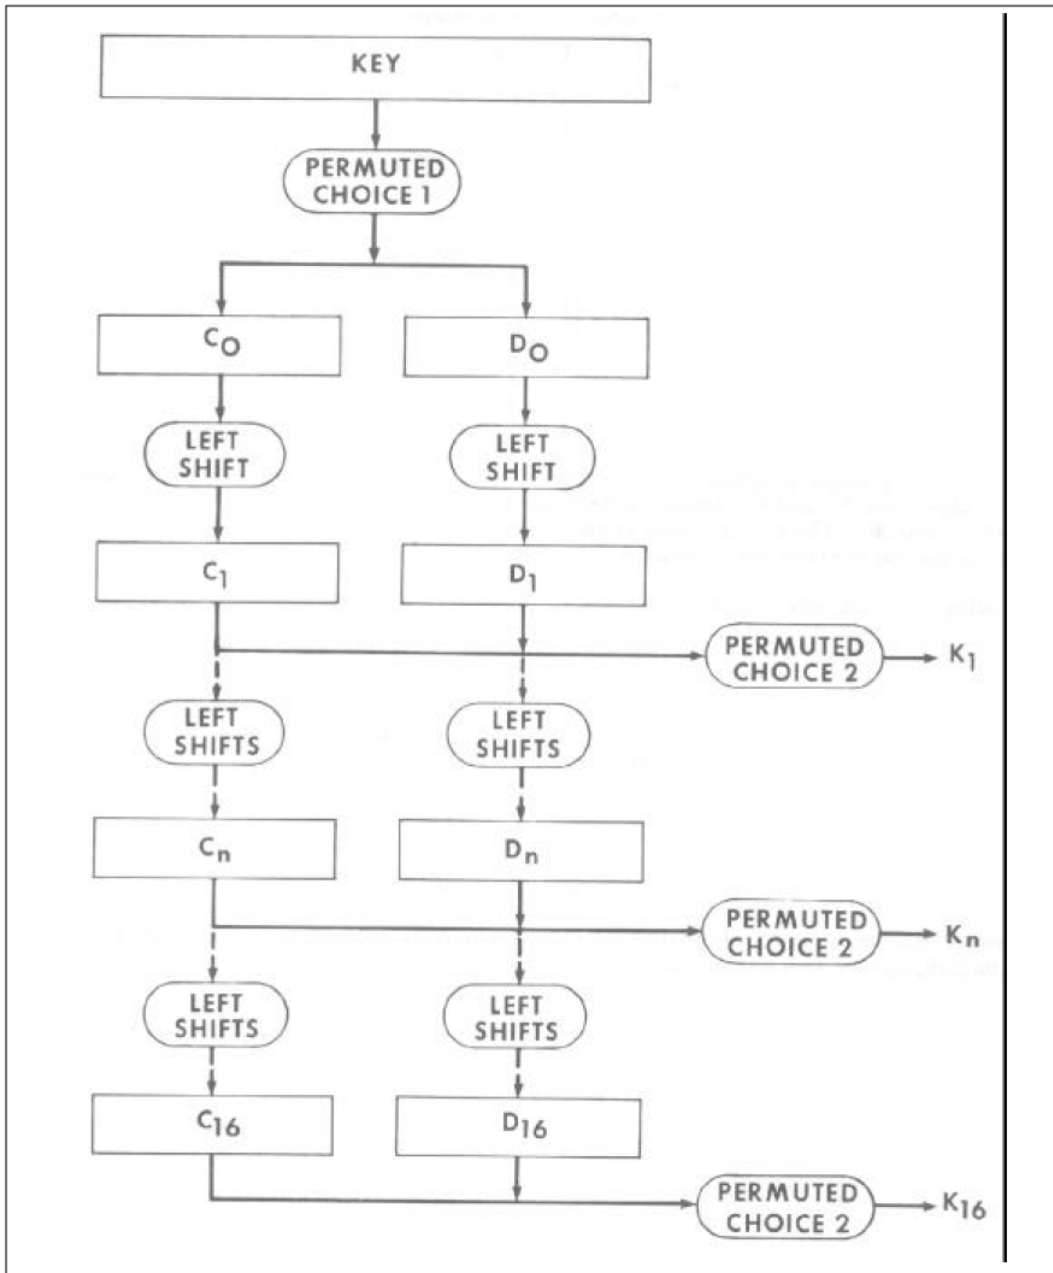 KEY
PERMUTED
CHOICE 1
C0
D0
LEFT
SHIFT
LEFT
SHIFT
C1
D1
PERMUTED
CHOICE 2
K1
LEFT
SHIFTS
LEFT
SHIFTS
Cn
Dn
PERMUTED
CHOICE 2
Kn
LEFT
SHIFTS
LEFT
SHIFTS
C16
D16
PERMUTED
CHOICE 2
K16